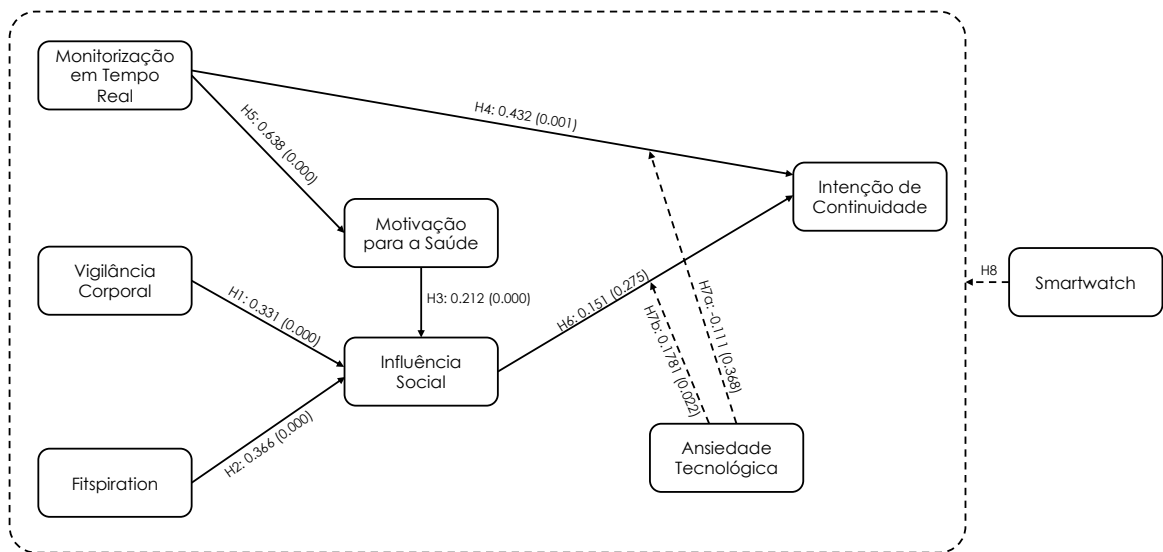 Monitorização
em Tempo
Real
H4: 0.432 (0.001)
H5: 0.638 (0.000)
Intenção de
Continuidade
Motivação
para a Saúde
Vigilância
Corporal
H8
Smartwatch
H3: 0.212 (0.000)
H1: 0.331 (0.000)
H6: 0.151 (0.275)
H7a: -0.111 (0.368)
H7b: 0.1781 (0.022)
Influência
Social
H2: 0.366 (0.000)
Ansiedade
Tecnológica
Fitspiration